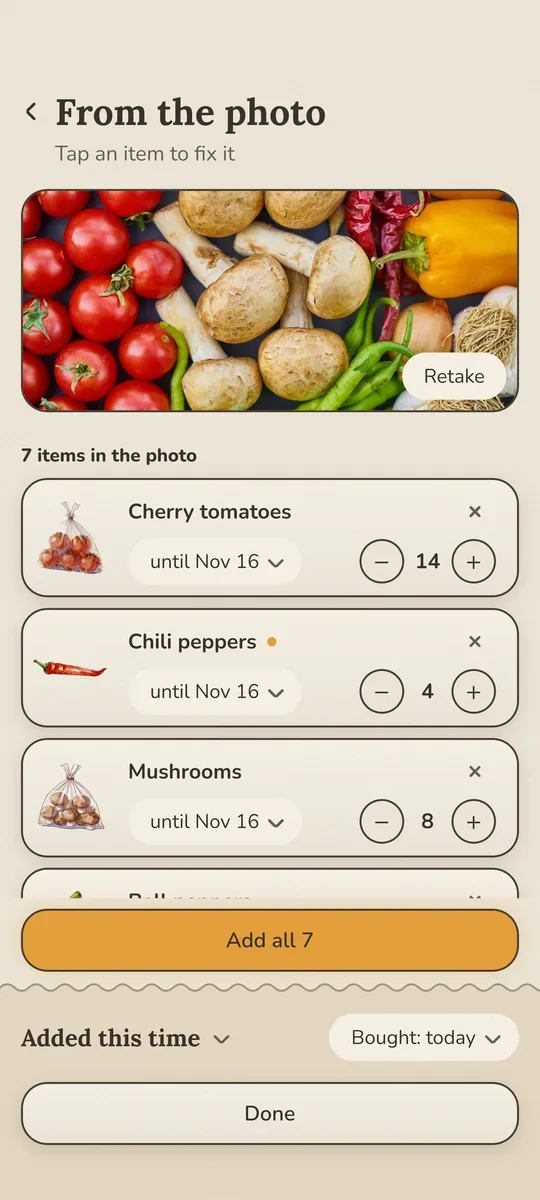 From the photo
Tap an item to fix it
Retake
7 items in the photo
Cherry tomatoes
until Nov 16
14
Chili peppers
until Nov 16
4
Mushrooms
until Nov 16
8
Add all 7
Added this time
Bought: today
Done